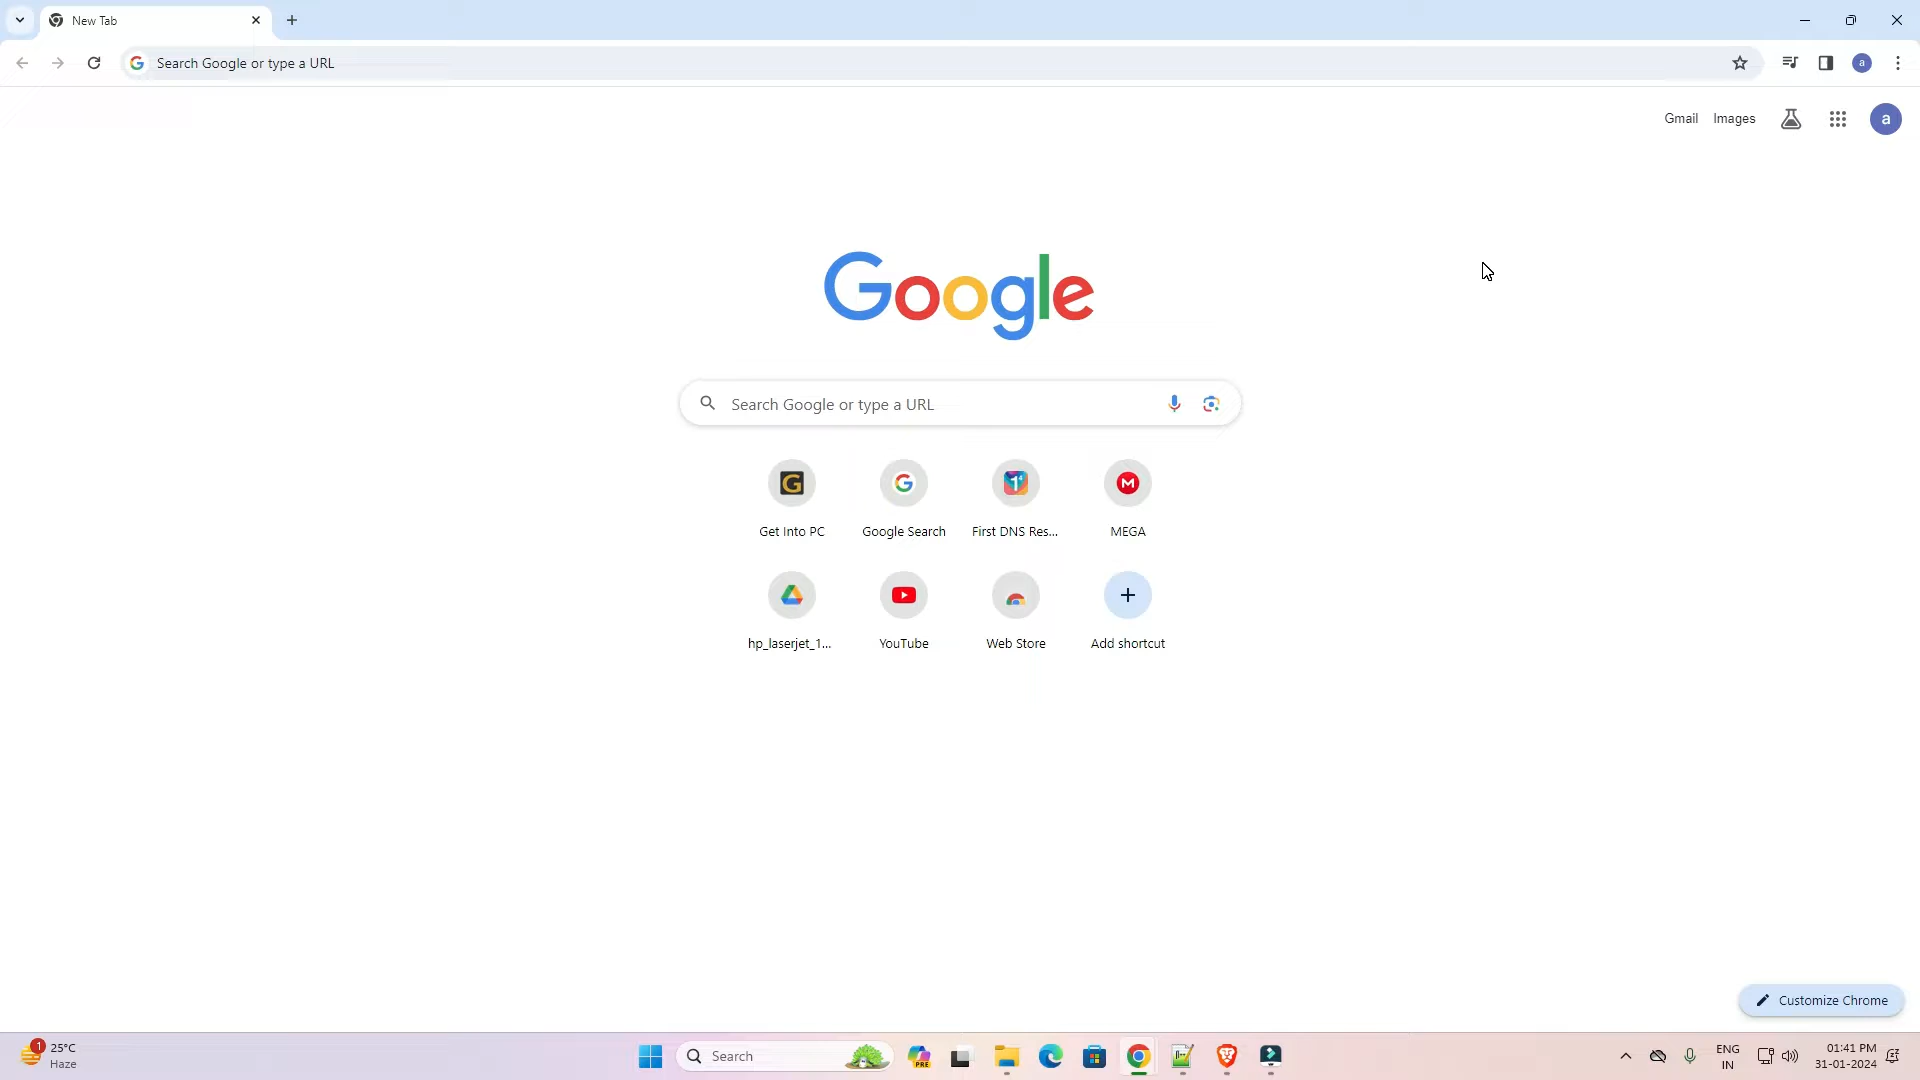 New Tab
Search Google or type a URL
a
Gmail Images a
Google
Search Google or type a URL
Get Into PC Google Search First DNS Res... MEGA
hp_laserjet_1... YouTube Web Store Add shortcut
Customize Chrome
1 25°C
Haze
Search
PRE
ENG
IN
01:41 PM
31-01-2024